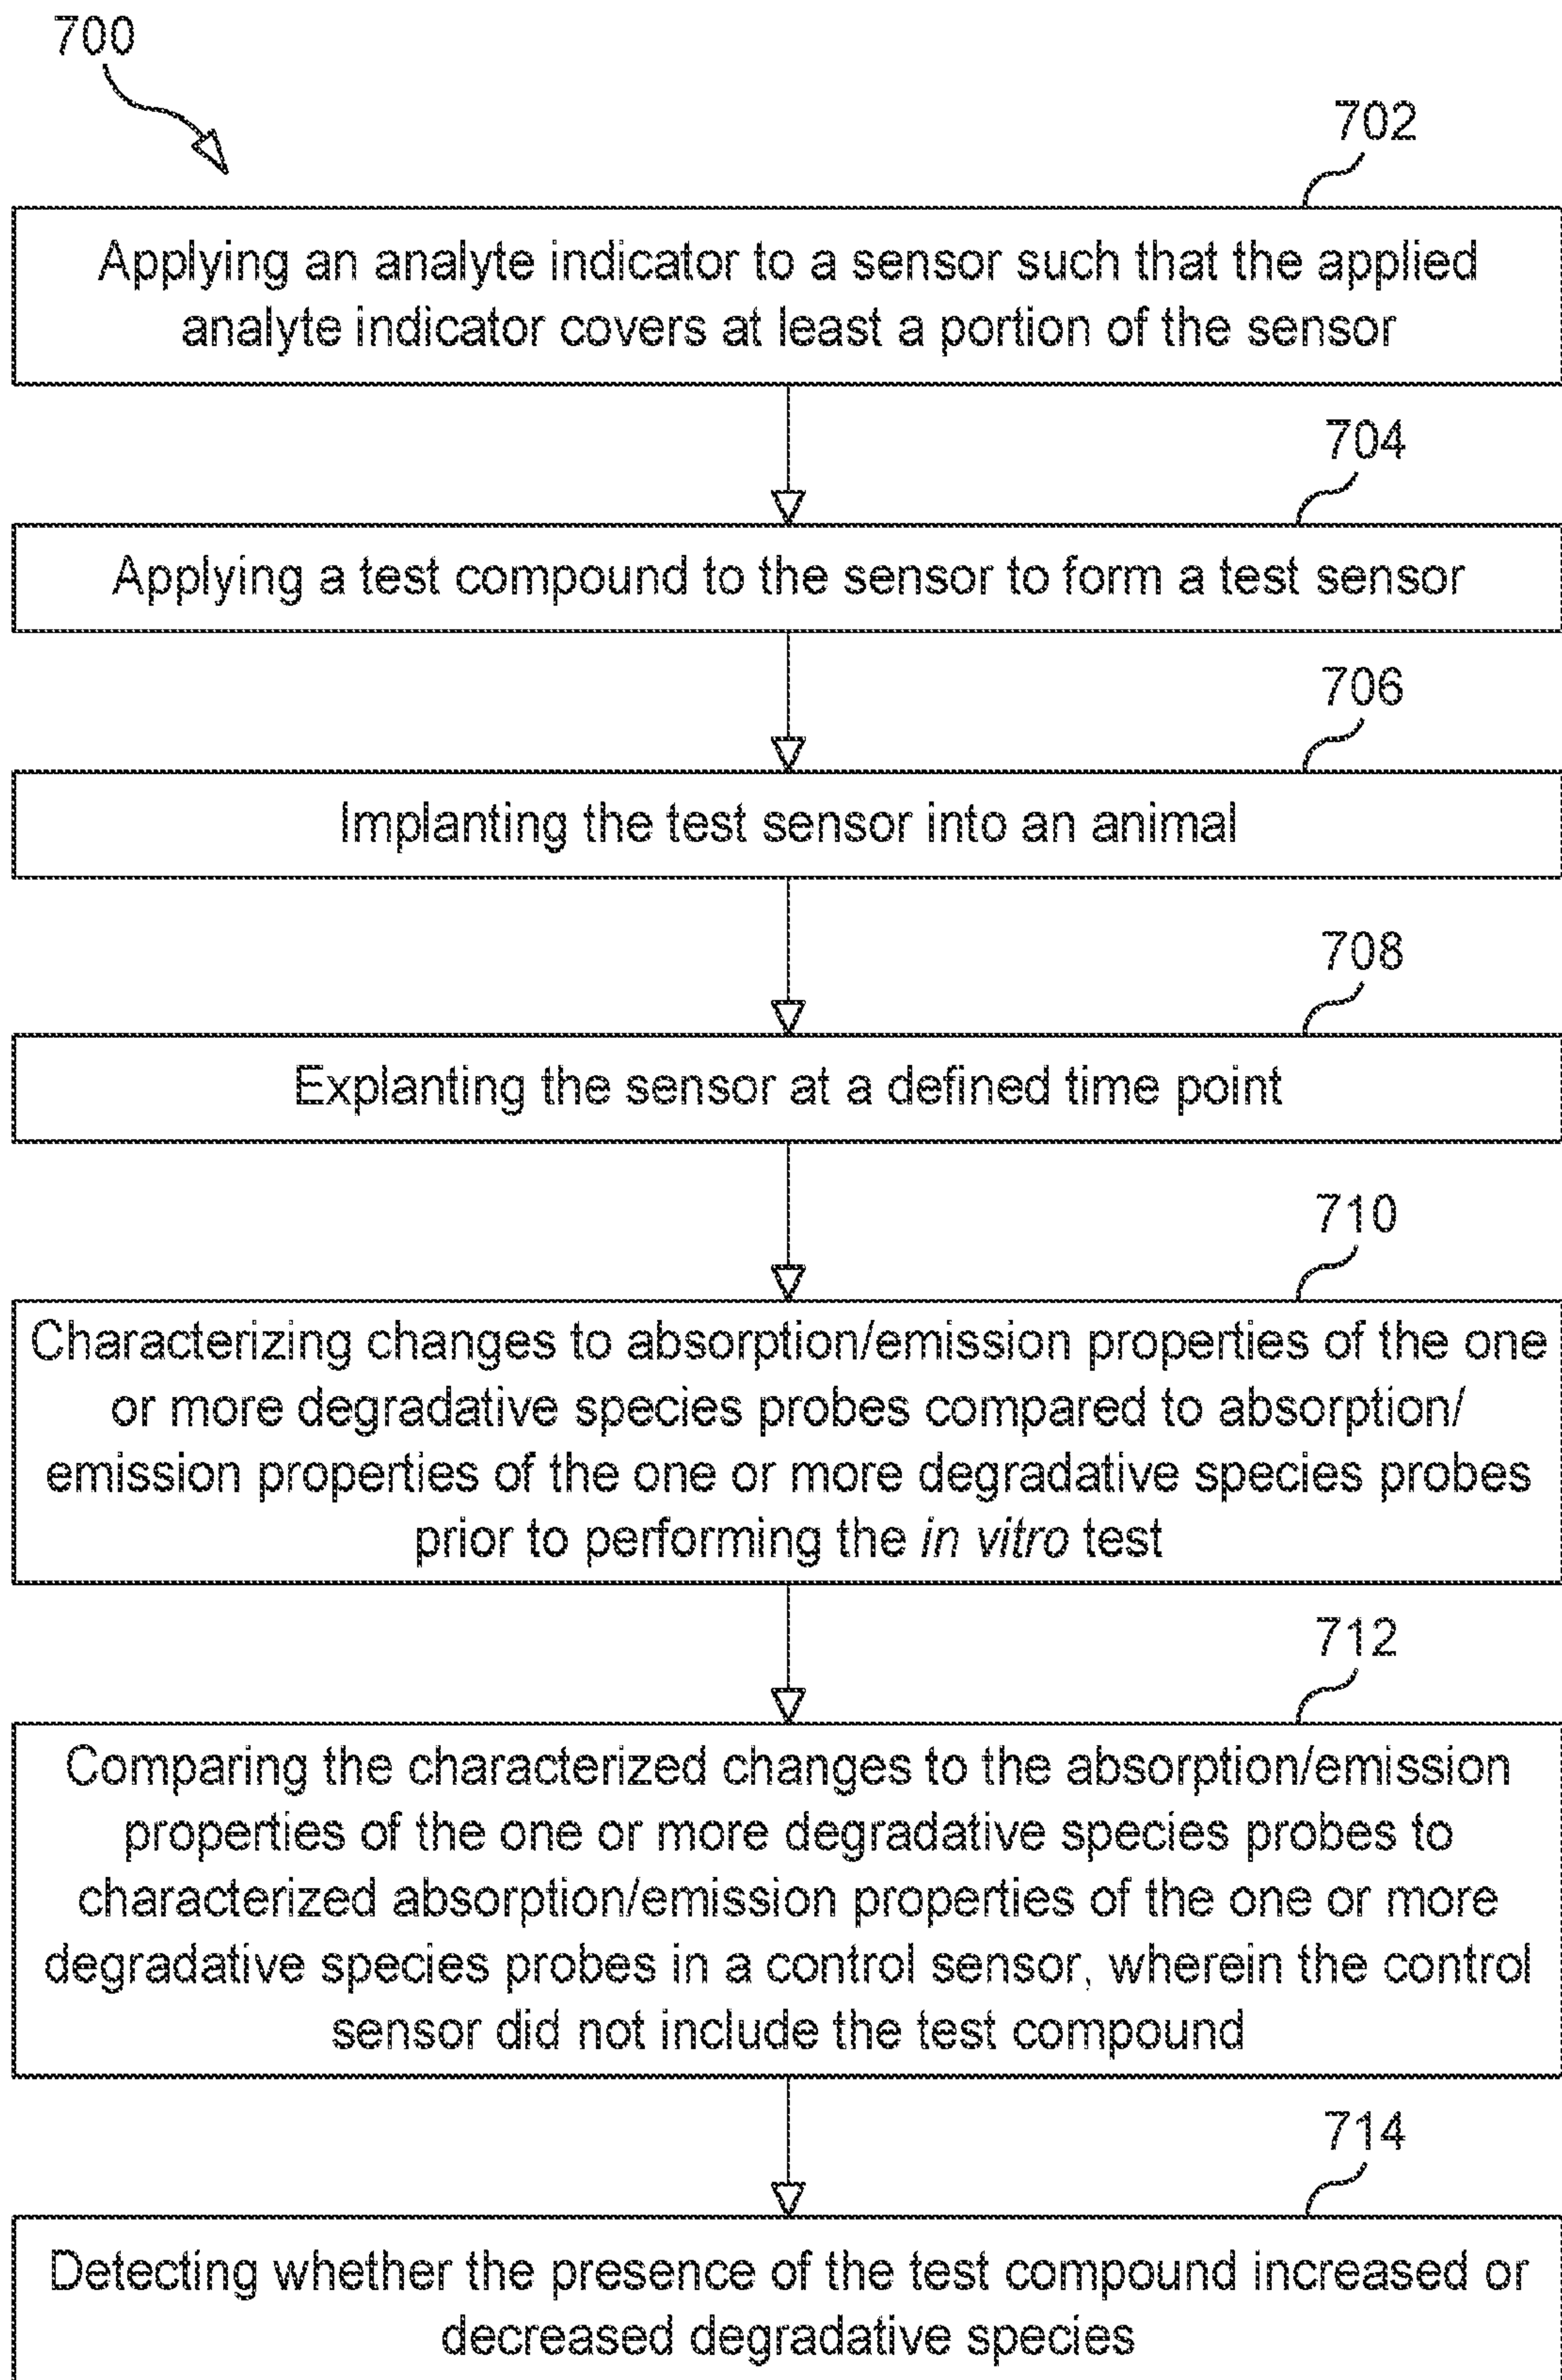 700
702
Applying an analyte indicator to a sensor such that the applied
analyte indicator covers at least a portion of the sensor
704
Applying a test compound to the sensor to form a test sensor
706
Implanting the test sensor into an animal
708
Explanting the sensor at a defined time point
710
Characterizing changes to absorption/emission properties of the one
or more degradative species probes compared to absorption/
emission properties of the one or more degradative species probes
prior to performing the in vitro test
712
Comparing the characterized changes to the absorption/emission
properties of the one or more degradative species probes to
characterized absorption/emission properties of the one or more
degradative species probes in a control sensor, wherein the control
sensor did not include the test compound
714
Detecting whether the presence of the test compound increased or
decreased degradative species